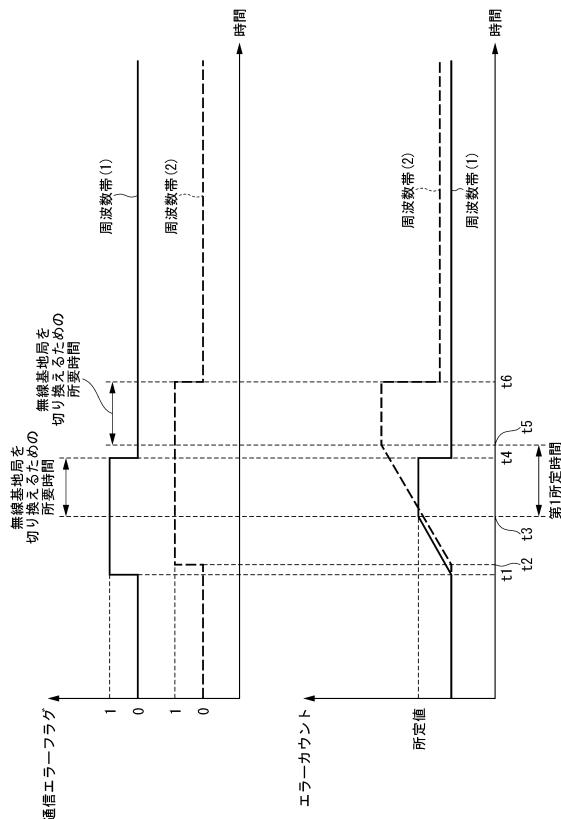 通信エラーフラグ
1
0
1
0
無線基地局を
切り換えるための
所要時間
無線基地局を
切り換えるための
所要時間
周波数帯(1)
周波数帯(2)
時間
エラーカウント
所定値
周波数帯(2)
周波数帯(1)
時間
t1
t2
t3
t4
t5
t6
第1所定時間